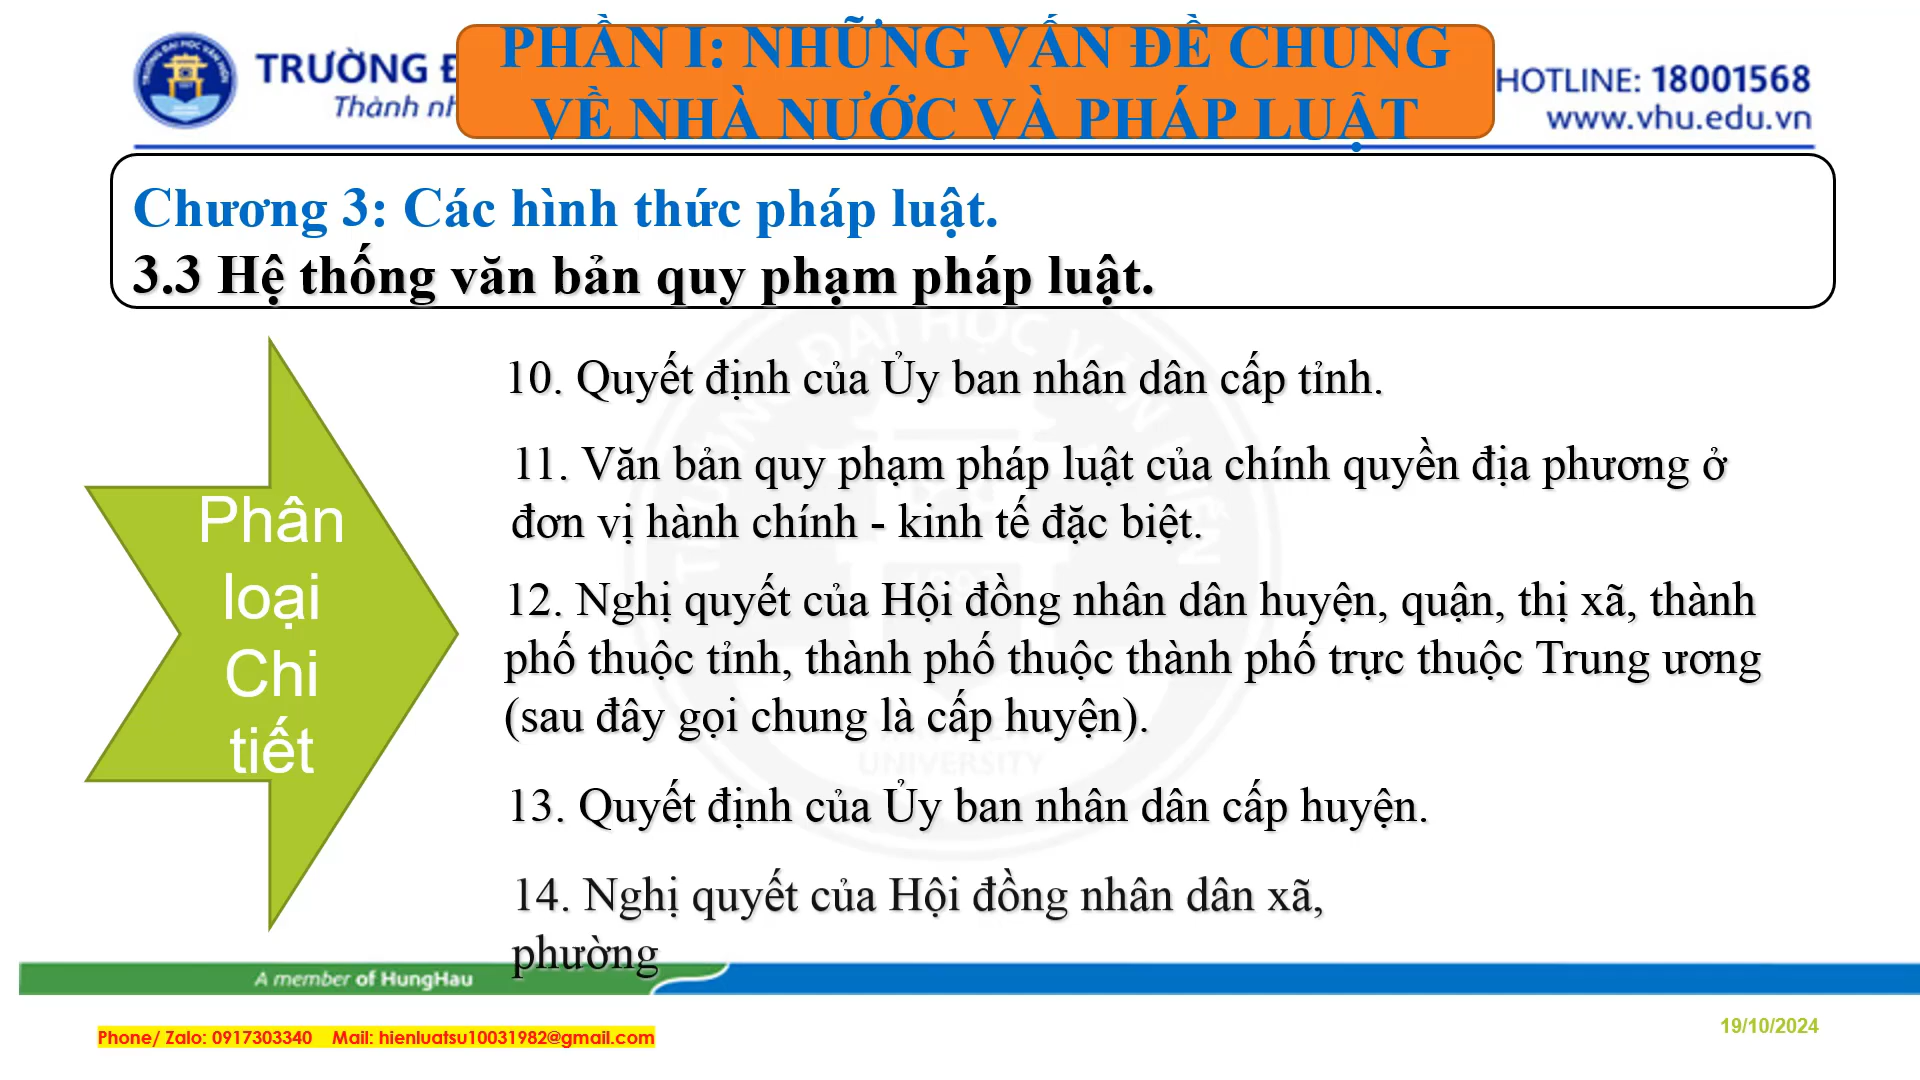 PHẦN I: NHỮNG VẤN ĐỀ CHUNG
VỀ NHÀ NƯỚC VÀ PHÁP LUẬT
TRƯỜNG Đ
Thành nh
HOTLINE: 18001568
www.vhu.edu.vn
Chương 3: Các hình thức pháp luật.
3.3 Hệ thống văn bản quy phạm pháp luật.
Phân
loại
Chi
tiết
10. Quyết định của Ủy ban nhân dân cấp tỉnh.
11. Văn bản quy phạm pháp luật của chính quyền địa phương ở
đơn vị hành chính - kinh tế đặc biệt.
12. Nghị quyết của Hội đồng nhân dân huyện, quận, thị xã, thành
phố thuộc tỉnh, thành phố thuộc thành phố trực thuộc Trung ương
(sau đây gọi chung là cấp huyện).
13. Quyết định của Ủy ban nhân dân cấp huyện.
14. Nghị quyết của Hội đồng nhân dân xã,
phường
UNIVERSITY
A member of HungHau
Phone/ Zalo: 0917303340 Mail: hienluatsu10031982@gmail.com
19/10/2024